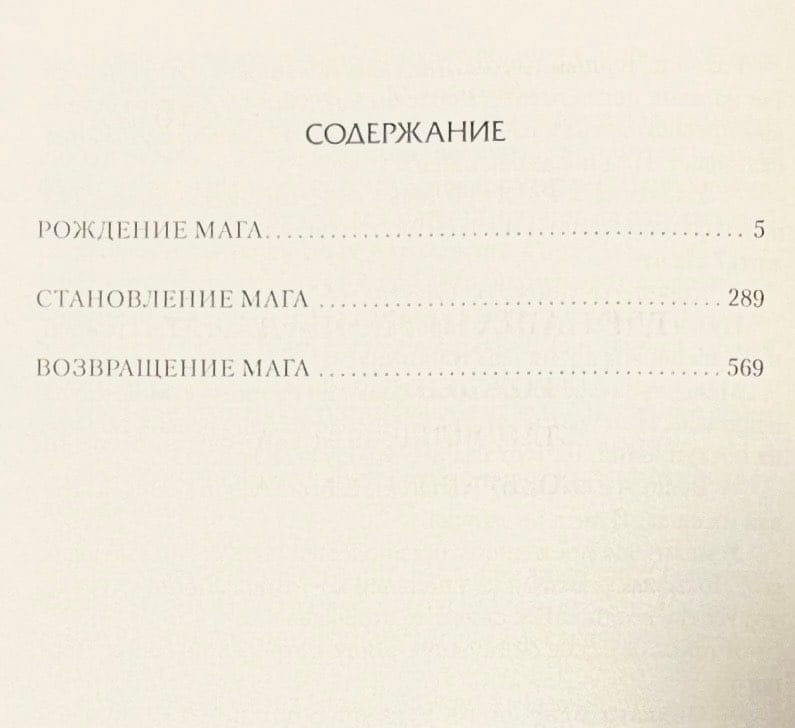 СОДЕРЖАНИЕ
РОЖДЕНИЕ МАГА.................................................... 5
СТАНОВЛЕНИЕ МАГА ............................................ 289
ВОЗВРАЩЕНИЕ МАГА ............................................ 569